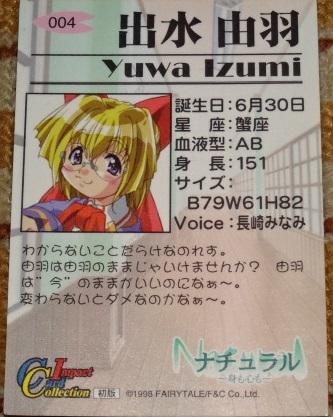 004
出水 由羽
Yuwa Izumi
誕生日:6月30日
星 座:蟹座
血液型:AB
身 長:151
サイズ:
B79W61H82
Voice:長崎みなみ
わからないことだらけなのれす。
由羽は由羽のままじゃいけませんか? 由羽
は"今"のままがいいのになぁ〜。
変わらないとダメなのかなぁ〜。
Impact
Card
Collection
初版
©1998 FAIRYTALE/F&C Co.,Ltd.
ナチュラル
─身も心も─